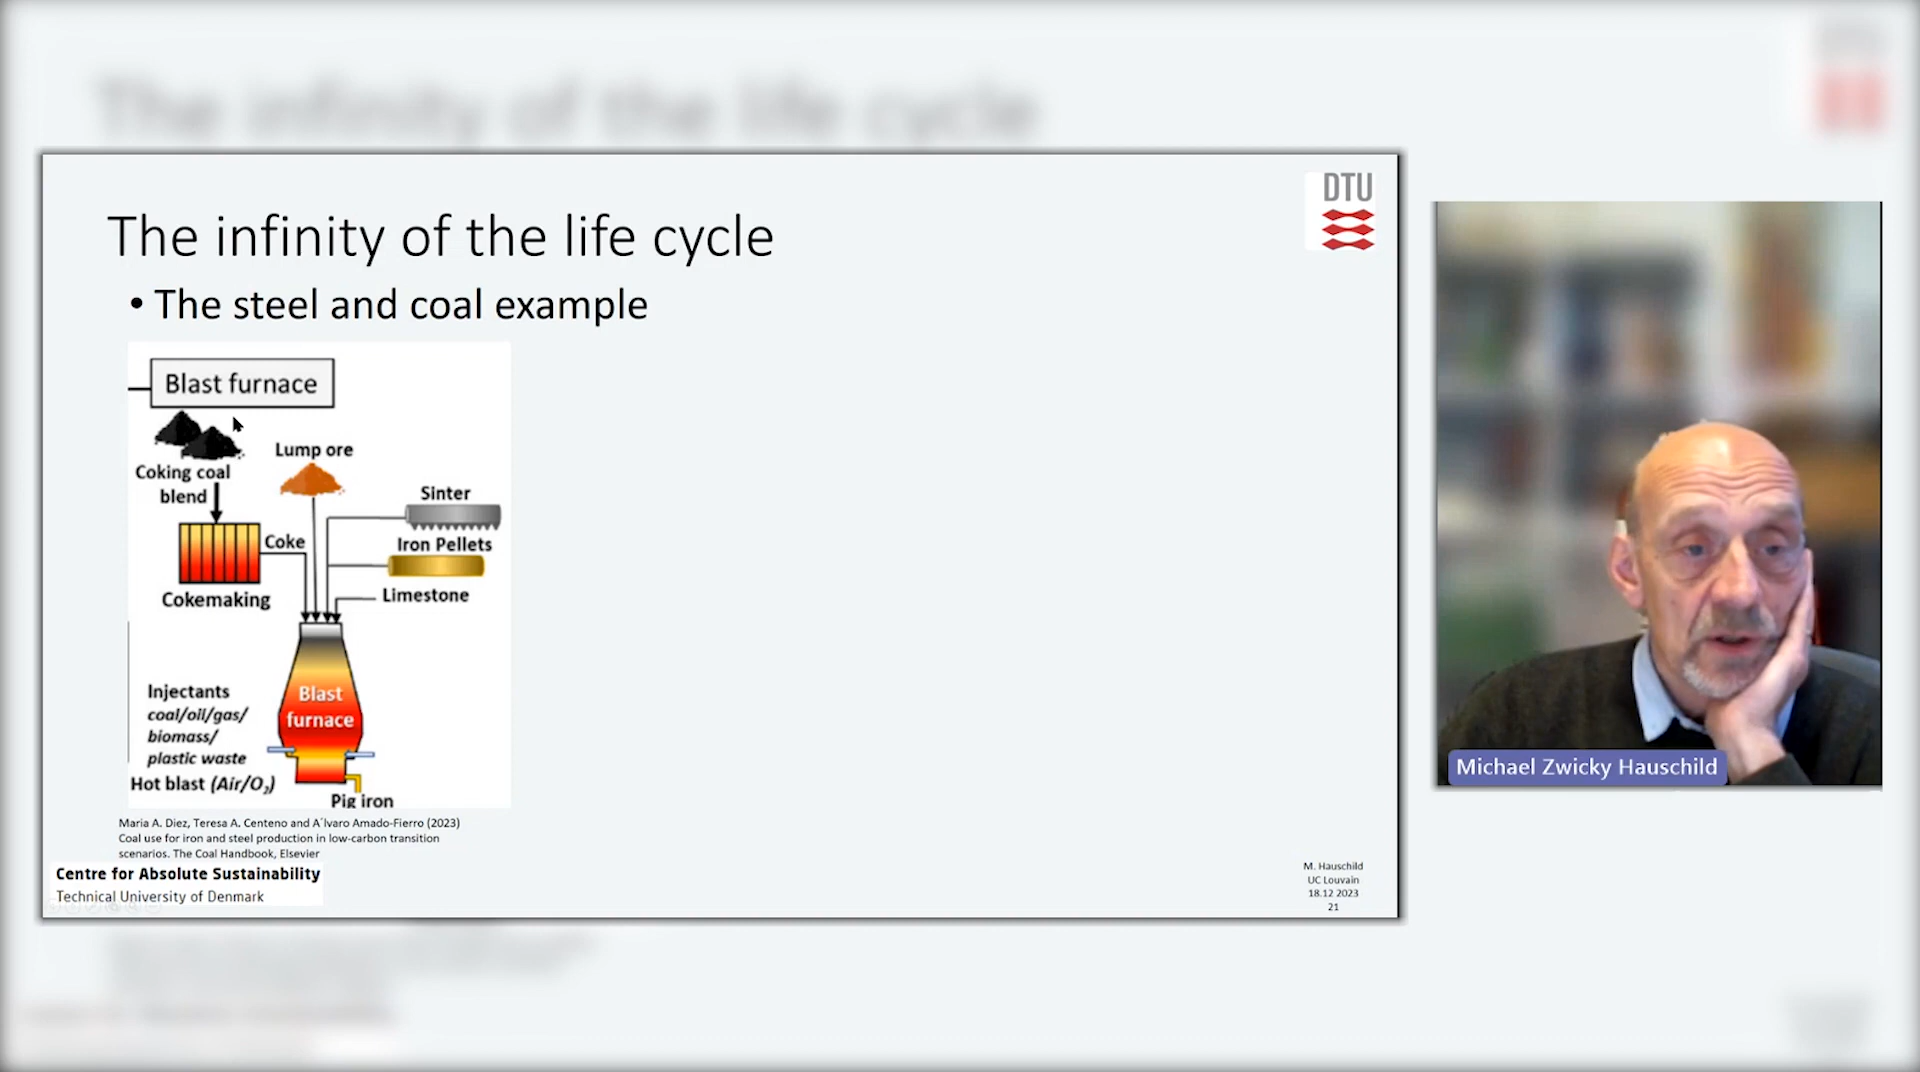 The infinity of the life cycle
DTU
The infinity of the life cycle
• The steel and coal example
Blast furnace
Lump ore
Coking coal
blend
Sinter
Coke
Iron Pellets
Cokemaking
Limestone
Blast
furnace
Injectants
coal/oil/gas/
biomass/
plastic waste
Hot blast (Air/O₂)
Pig iron
Maria A. Diez, Teresa A. Centeno and A´lvaro Amado-Fierro (2023)
Coal use for iron and steel production in low-carbon transition
scenarios. The Coal Handbook, Elsevier
Centre for Absolute Sustainability
Technical University of Denmark
M. Hauschild
UC Louvain
18.12 2023
21
Michael Zwicky Hauschild